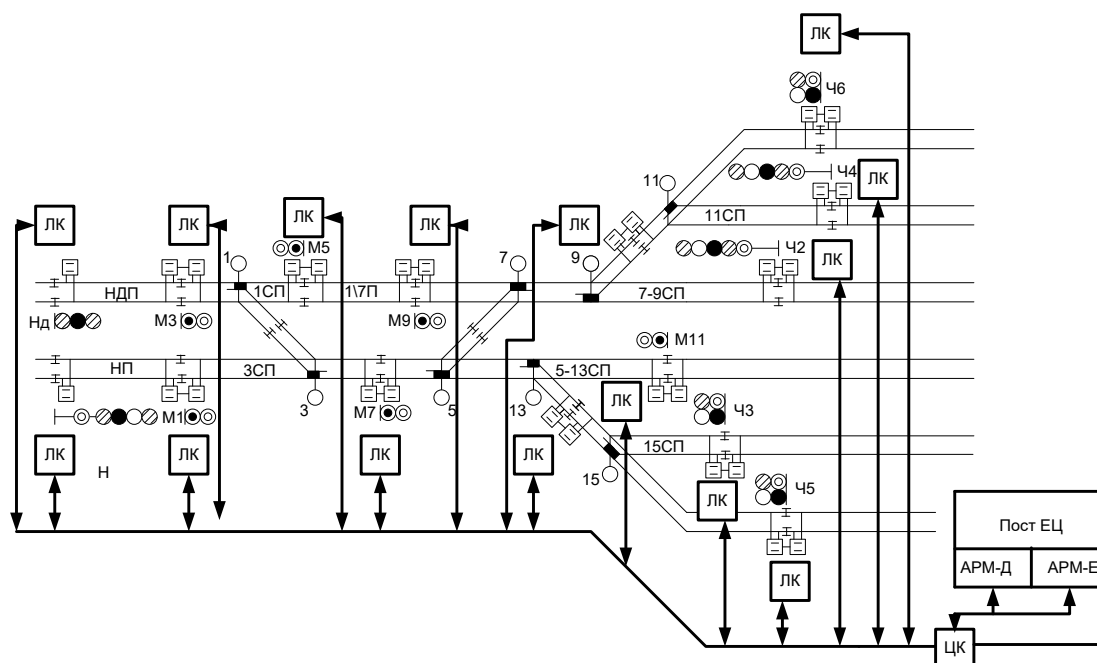 ЛК
Ч6
Ч4
11
ЛК
ЛК
ЛК
ЛК
ЛК
ЛК
11СП
М5
1
7
9
Ч2
ЛК
НДП
1СП
1\7П
7-9СП
Нд
М3
М9
М11
НП
3СП
5-13СП
3
М7
5
13
Ч3
М1
ЛК
15СП
ЛК
Н
ЛК
ЛК
ЛК
15
Ч5
ЛК
Пост ЕЦ
АРМ-Д
АРМ-Е
ЛК
ЦК